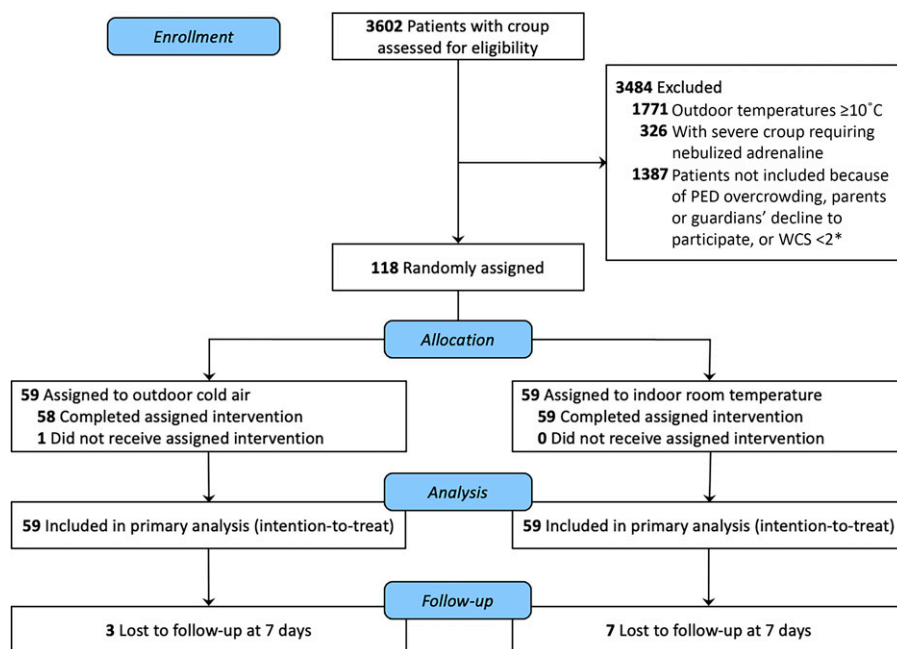 Enrollment
3602 Patients with croup
assessed for eligibility
3484 Excluded
1771 Outdoor temperatures ≥10˚C
326 With severe croup requiring
nebulized adrenaline
1387 Patients not included because
of PED overcrowding, parents
or guardians’ decline to
participate, or WCS <2*
118 Randomly assigned
Allocation
59 Assigned to outdoor cold air
58 Completed assigned intervention
1 Did not receive assigned intervention
59 Assigned to indoor room temperature
59 Completed assigned intervention
0 Did not receive assigned intervention
Analysis
59 Included in primary analysis (intention-to-treat)
59 Included in primary analysis (intention-to-treat)
Follow-up
3 Lost to follow-up at 7 days
7 Lost to follow-up at 7 days